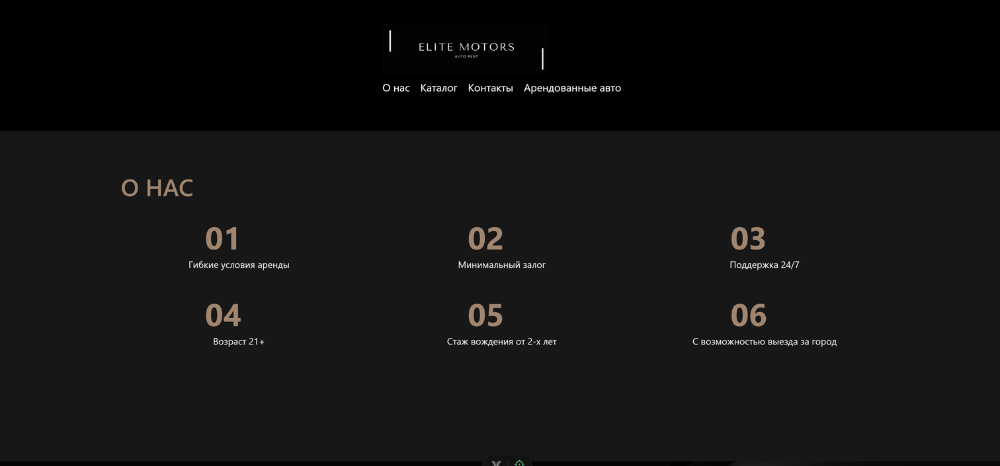 ELITE MOTORS
AUTO RENT
О нас Каталог Контакты Арендованные авто
О НАС
01 02 03
Гибкие условия аренды Минимальный залог Поддержка 24/7
04 05 06
Возраст 21+ Стаж вождения от 2-х лет С возможностью выезда за город